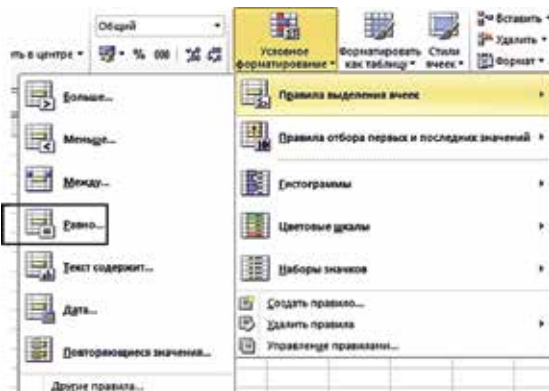 Общий
Вставить
ть в центре
% 000
Условное форматирование
Форматировать как таблицу
Стили ячеек
Удалить
Формат
Больше...
Меньше...
Между...
Равно...
Текст содержит...
Дата...
Повторяющиеся значения...
Другие правила...
Правила выделения ячеек
Правила отбора первых и последних значений
Гистограммы
Цветовые шкалы
Наборы значков
Создать правило...
Удалить правила
Управление правилами...